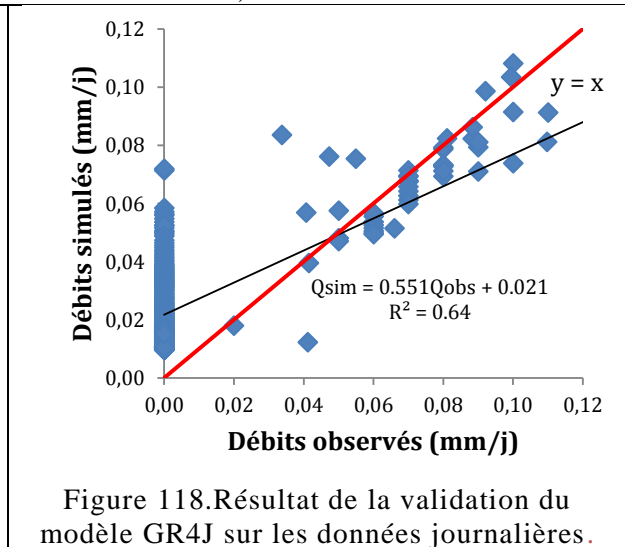 0,12
0,10
0,08
0,06
0,04
0,02
0,00
Débits simulés (mm/j)
y = x
Qsim = 0.551Qobs + 0.021
R² = 0.64
0,00 0,02 0,04 0,06 0,08 0,10 0,12
Débits observés (mm/j)
Figure 118.Résultat de la validation du
modèle GR4J sur les données journalières.